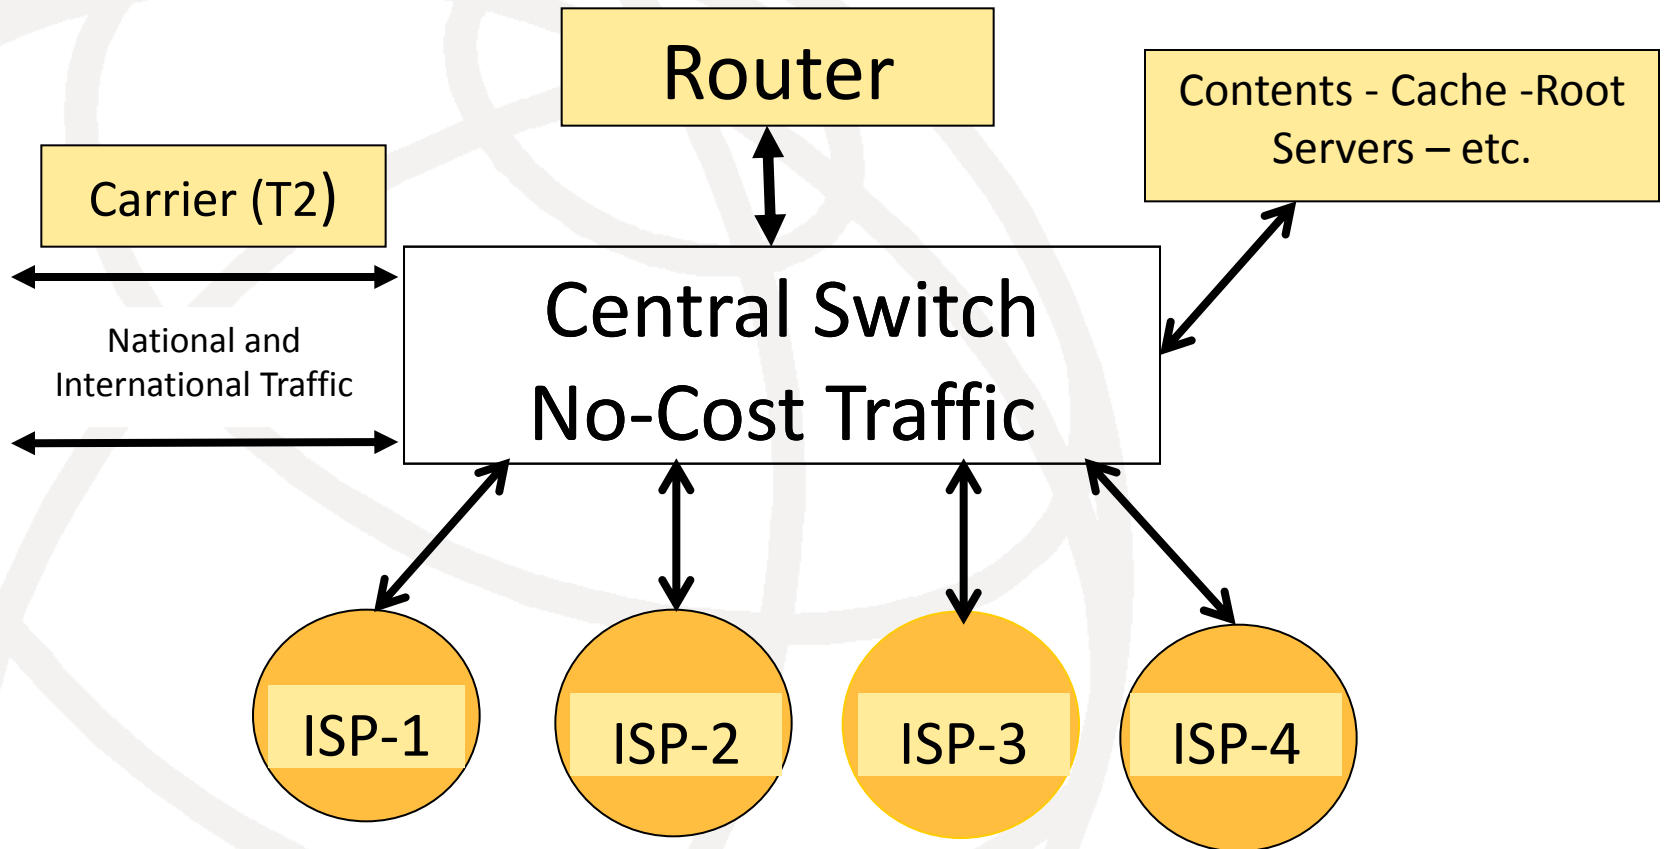 Router
Contents - Cache -Root
Servers – etc.
Carrier (T2)
Central Switch
No-Cost Traffic
National and
International Traffic
ISP-1
ISP-2
ISP-3
ISP-4